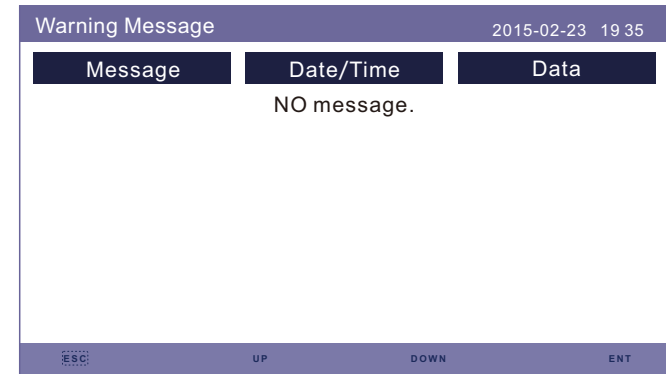 Warning Message 2015-02-23 19 35
Message Date/Time Data
NO message.
ESC UP DOWN ENT